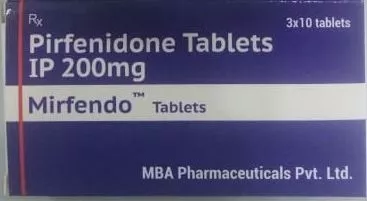 Rx
3x10 tablets
Pirfenidone Tablets
IP 200mg
Mirfendo™ Tablets
MBA Pharmaceuticals Pvt. Ltd.